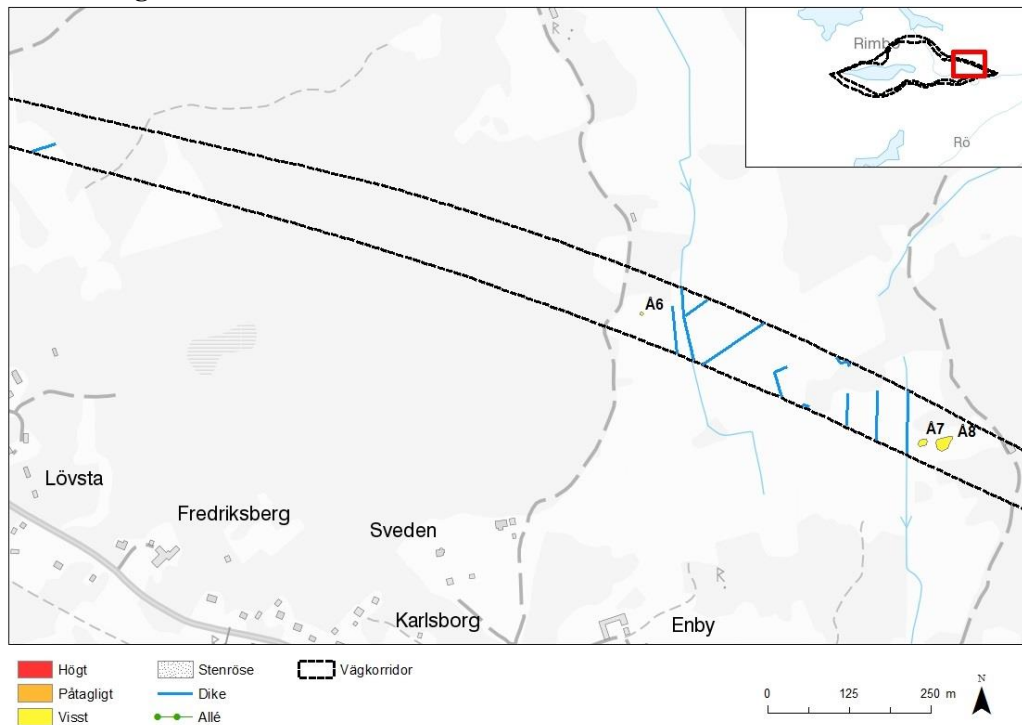 Rimbo
Rö
Å6
Å7
Å8
Lövsta
Fredriksberg
Sveden
Karlsborg
Enby
Högt
Påtagligt
Visst
Stenröse
Dike
Allé
Vägkorridor
N
0 125 250 m